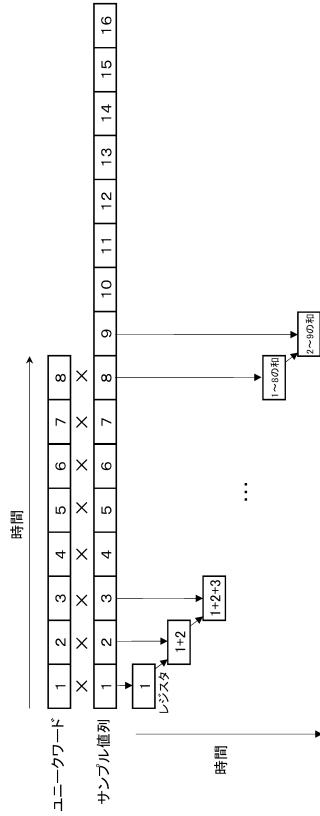 時間
ユニークワード 1 2 3 4 5 6 7 8
× × × × × × × ×
サンプル値列 1 2 3 4 5 6 7 8 9 10 11 12 13 14 15 16
1
レジスタ
1+2
1+2+3
…
1～8の和
2～9の和
時間